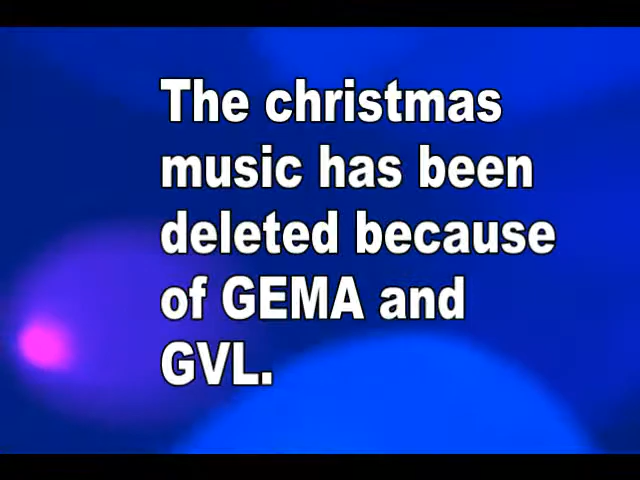 The christmas
music has been
deleted because
of GEMA and
GVL.